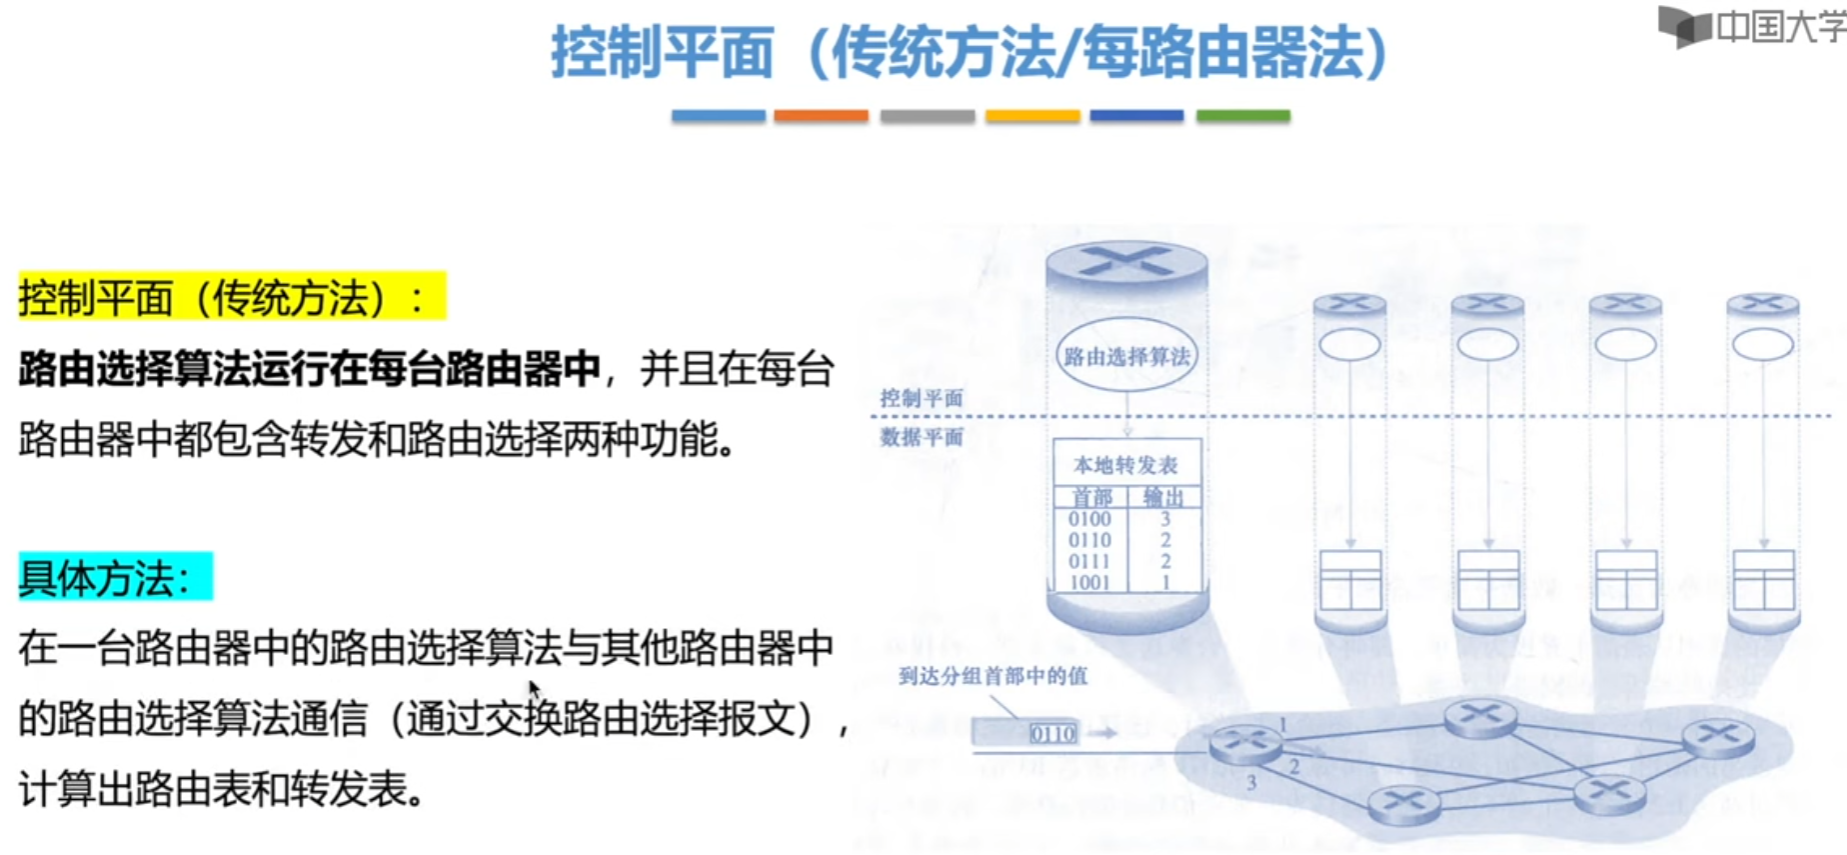 控制平面（传统方法/每路由器法）
中国大学
控制平面（传统方法）：
路由选择算法运行在每台路由器中，并且在每台
路由器中都包含转发和路由选择两种功能。
具体方法：
在一台路由器中的路由选择算法与其他路由器中
的路由选择算法通信（通过交换路由选择报文），
计算出路由表和转发表。
路由选择算法
控制平面
数据平面
本地转发表
首部 输出
0100 3
0110 2
0111 2
1001 1
到达分组首部中的值
0110
1
2
3